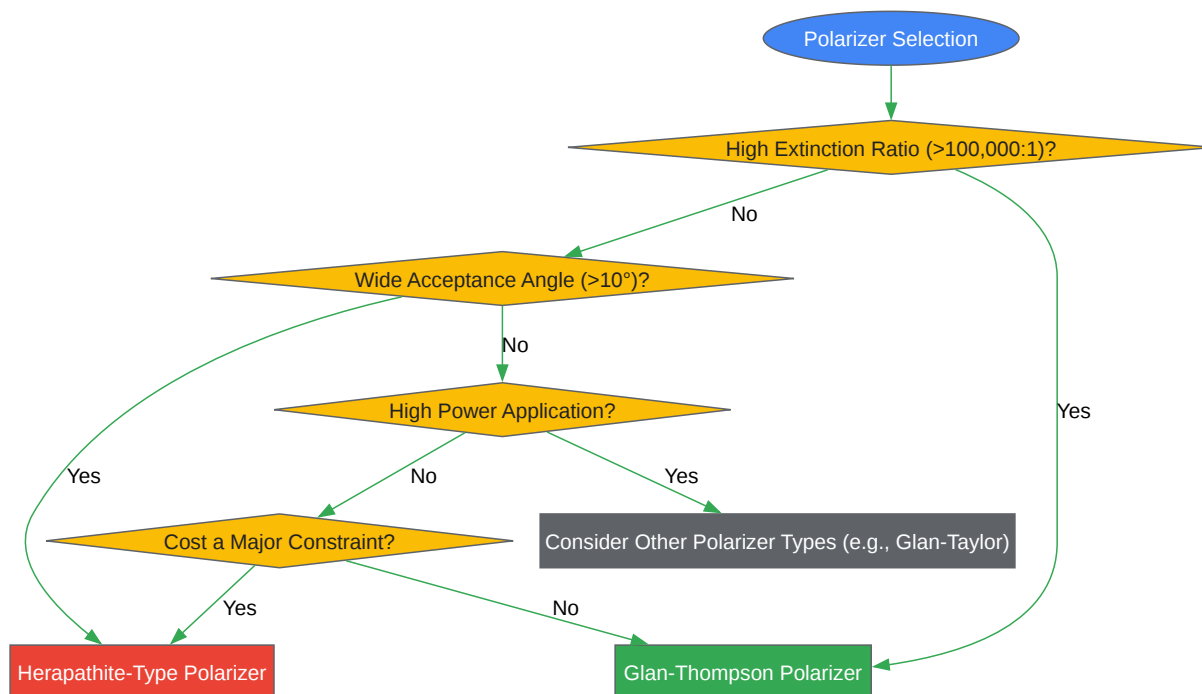 Polarizer Selection
High Extinction Ratio (>100,000:1)?
No
Wide Acceptance Angle (>10°)?
No
High Power Application?
Yes
Yes
No
Yes
Cost a Major Constraint?
Consider Other Polarizer Types (e.g., Glan-Taylor)
Yes
No
Herapathite-Type Polarizer
Glan-Thompson Polarizer